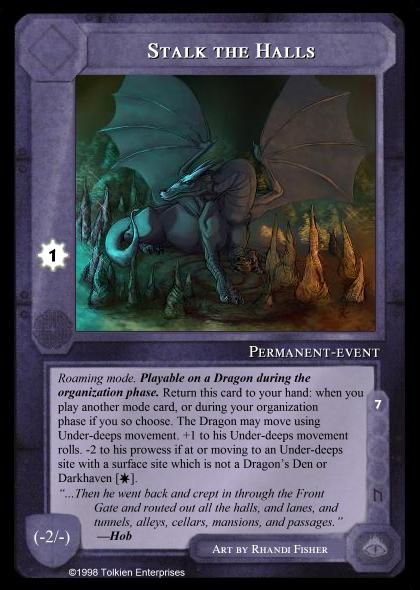 STALK THE HALLS
1
PERMANENT-EVENT
Roaming mode. Playable on a Dragon during the
organization phase. Return this card to your hand: when you
play another mode card, or during your organization
phase if you so choose. The Dragon may move using
Under-deeps movement. +1 to his Under-deeps movement
rolls. -2 to his prowess if at or moving to an Under-deeps
site with a surface site which is not a Dragon's Den or
Darkhaven [✷].
7
"...Then he went back and crept in through the Front
Gate and routed out all the halls, and lanes, and
tunnels, alleys, cellars, mansions, and passages."
—Hob
(-2/-)
ART BY RHANDI FISHER
©1998 Tolkien Enterprises